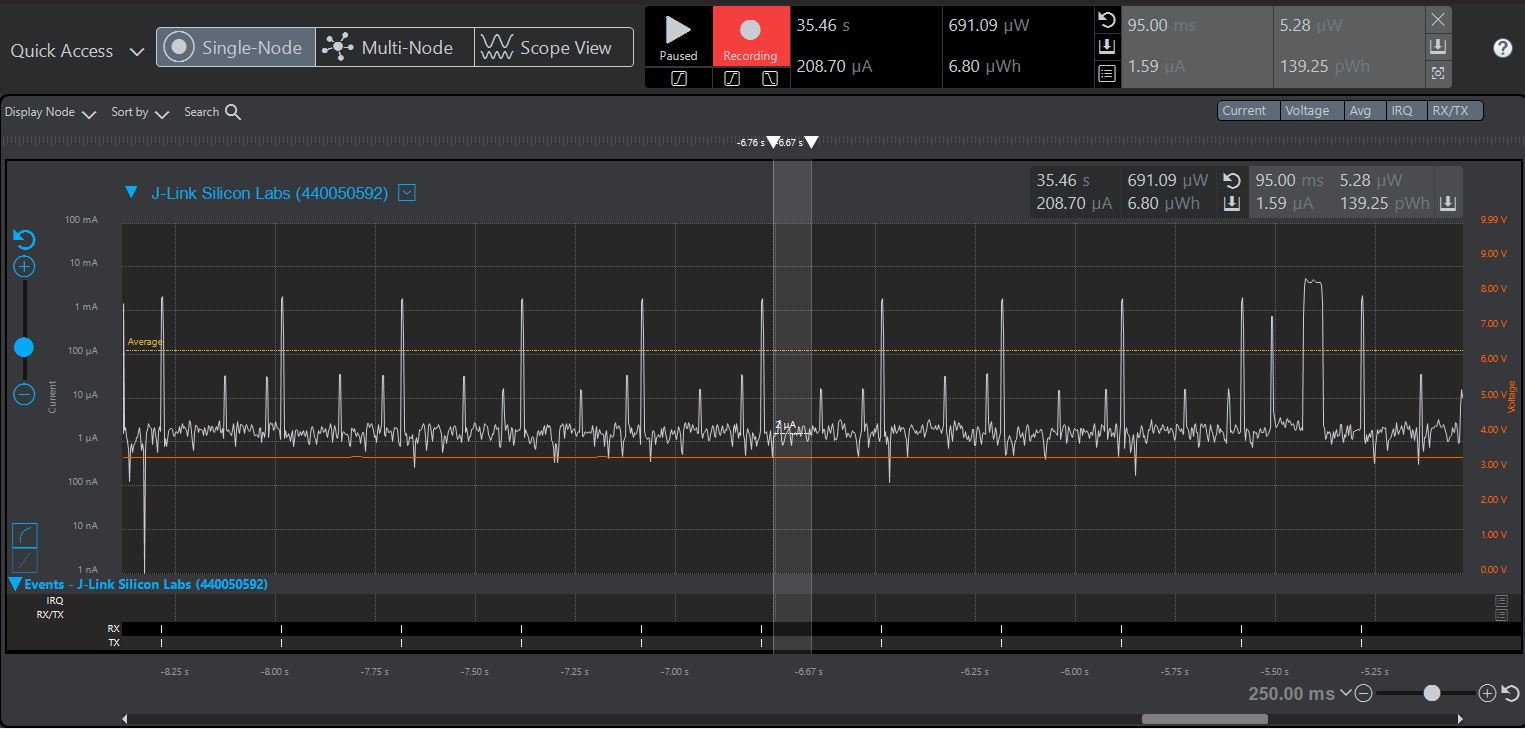 Quick Access
Single-Node
Multi-Node
Scope View
Paused
Recording
35.46 s
691.09 µW
208.70 µA
6.80 µWh
95.00 ms
5.28 µW
1.59 µA
139.25 pWh
?
Display Node
Sort by
Search
Current
Voltage
Avg
IRQ
RX/TX
-6.76 s
-6.67 s
J-Link Silicon Labs (440050592)
35.46 s 691.09 µW
208.70 µA 6.80 µWh
95.00 ms 5.28 µW
1.59 µA 139.25 pWh
100 mA
10 mA
1 mA
100 µA
10 µA
1 µA
100 nA
10 nA
1 nA
Current
Average
2 µA
9.99 V
9.00 V
8.00 V
7.00 V
6.00 V
5.00 V
4.00 V
3.00 V
2.00 V
1.00 V
0.00 V
Voltage
Events - J-Link Silicon Labs (440050592)
IRQ
RX/TX
RX
TX
-8.25 s -8.00 s -7.75 s -7.50 s -7.25 s -7.00 s -6.67 s -6.25 s -6.00 s -5.75 s -5.50 s -5.25 s
250.00 ms